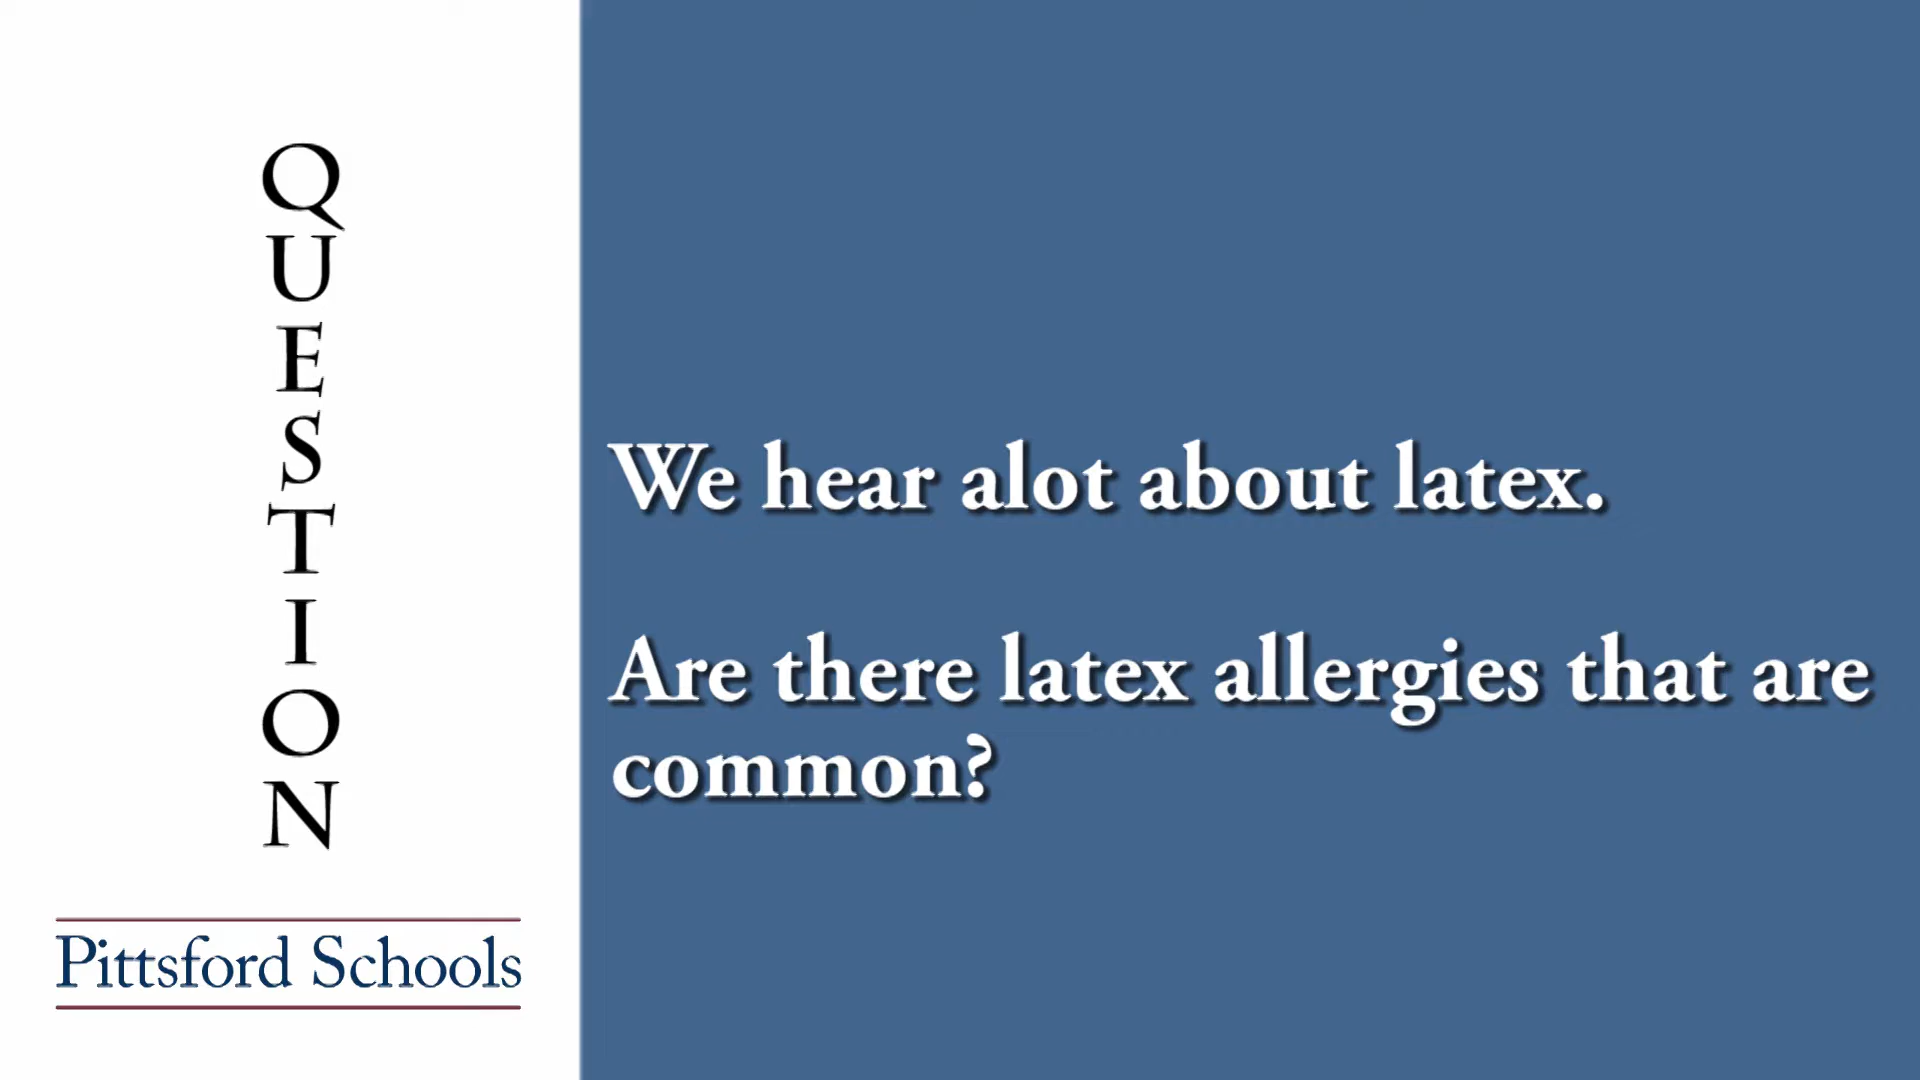 QUESTION
Pittsford Schools
We hear alot about latex.
Are there latex allergies that are
common?